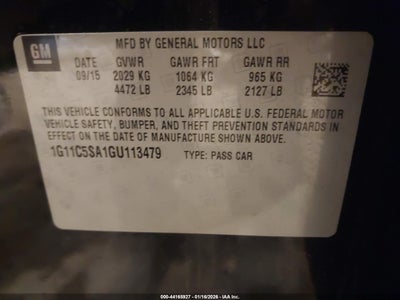 GM
MFD BY GENERAL MOTORS LLC
DATE GVWR GAWR FRT GAWR RR
09/15 2029 KG 1064 KG 965 KG
4472 LB 2345 LB 2127 LB
THIS VEHICLE CONFORMS TO ALL APPLICABLE U.S. FEDERAL MOTOR
VEHICLE SAFETY, BUMPER, AND THEFT PREVENTION STANDARDS IN
EFFECT ON THE DATE OF MANUFACTURE SHOWN ABOVE.
1G11C5SA1GU113479 TYPE: PASS CAR
000-44165927 - 01/16/2026 - IAA Inc.